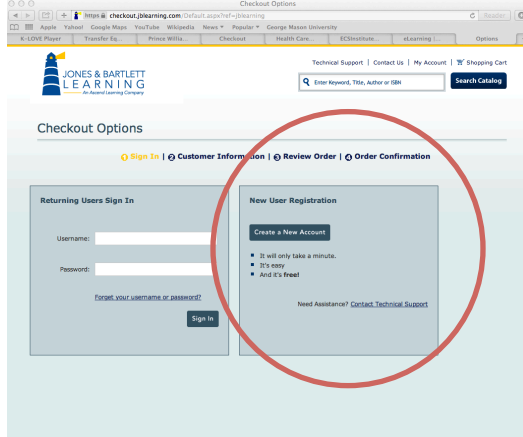 Checkout Options
https checkout.jblearning.com/Default.aspx?ref=jblearning
Reader
Apple Yahoo! Google Maps YouTube Wikipedia News Popular George Mason University
K-LOVE Player Transfer Eq... Prince Willia... Checkout Health Care... ECSInstitute... eLearning |... Options
Technical Support | Contact Us | My Account | Shopping Cart
JONES & BARTLETT
LEARNING
An Ascend Learning Company
Enter Keyword, Title, Author or ISBN
Search Catalog
Checkout Options
1 Sign In | 2 Customer Information | 3 Review Order | 4 Order Confirmation
Returning Users Sign In
Username:
Password:
Forget your username or password?
Sign In
New User Registration
Create a New Account
It will only take a minute.
It's easy
And it's free!
Need Assistance? Contact Technical Support